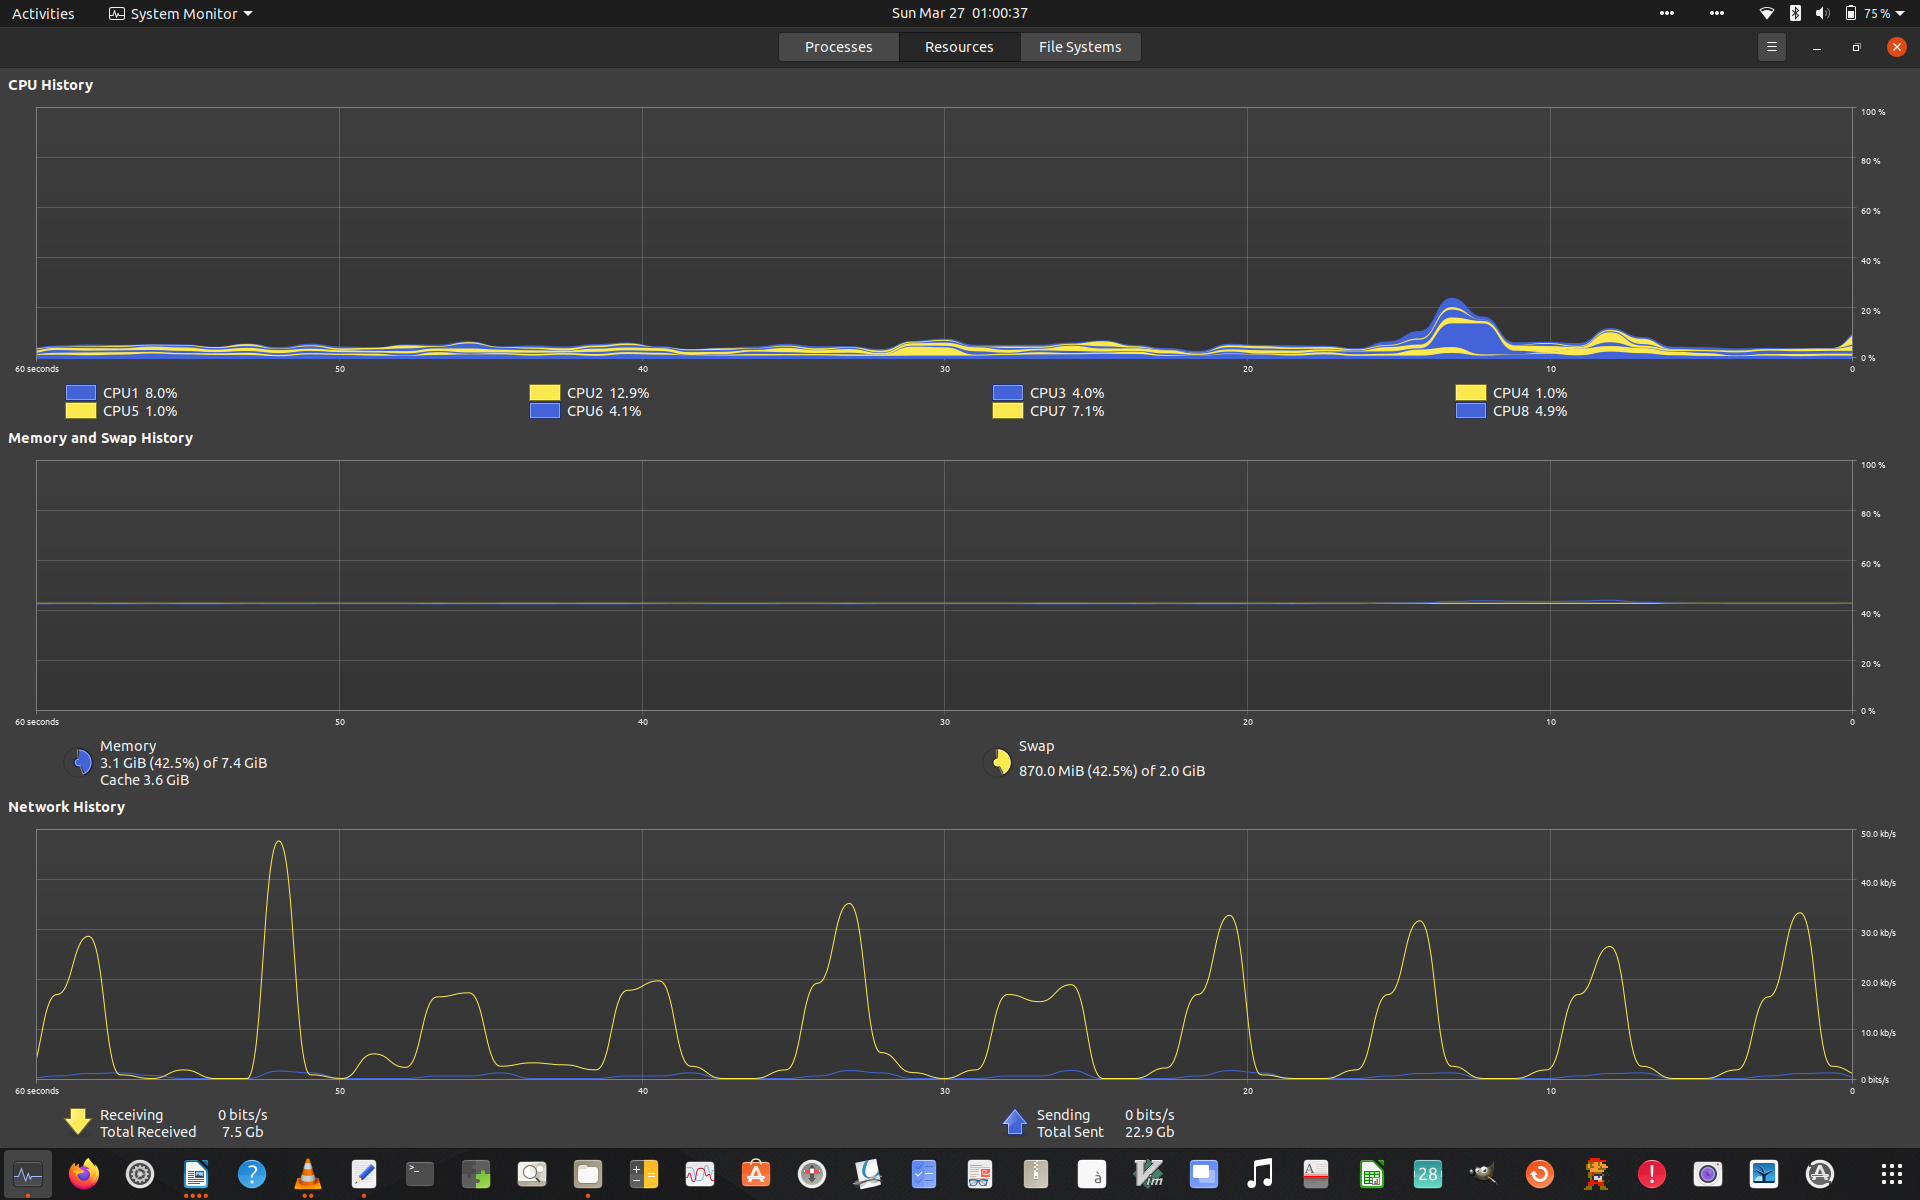 Activities System Monitor Sun Mar 27 01:00:37 75 %
Processes Resources File Systems
CPU History
100 %
80 %
60 %
40 %
20 %
0 %
60 seconds 50 40 30 20 10 0
CPU1 8.0% CPU2 12.9% CPU3 4.0% CPU4 1.0%
CPU5 1.0% CPU6 4.1% CPU7 7.1% CPU8 4.9%
Memory and Swap History
100 %
80 %
60 %
40 %
20 %
0 %
60 seconds 50 40 30 20 10 0
Memory
3.1 GiB (42.5%) of 7.4 GiB
Cache 3.6 GiB
Swap
870.0 MiB (42.5%) of 2.0 GiB
Network History
50.0 kb/s
40.0 kb/s
30.0 kb/s
20.0 kb/s
10.0 kb/s
0 bits/s
60 seconds 50 40 30 20 10 0
Receiving 0 bits/s
Total Received 7.5 Gb
Sending 0 bits/s
Total Sent 22.9 Gb
? >_ A à Vim A 28 !